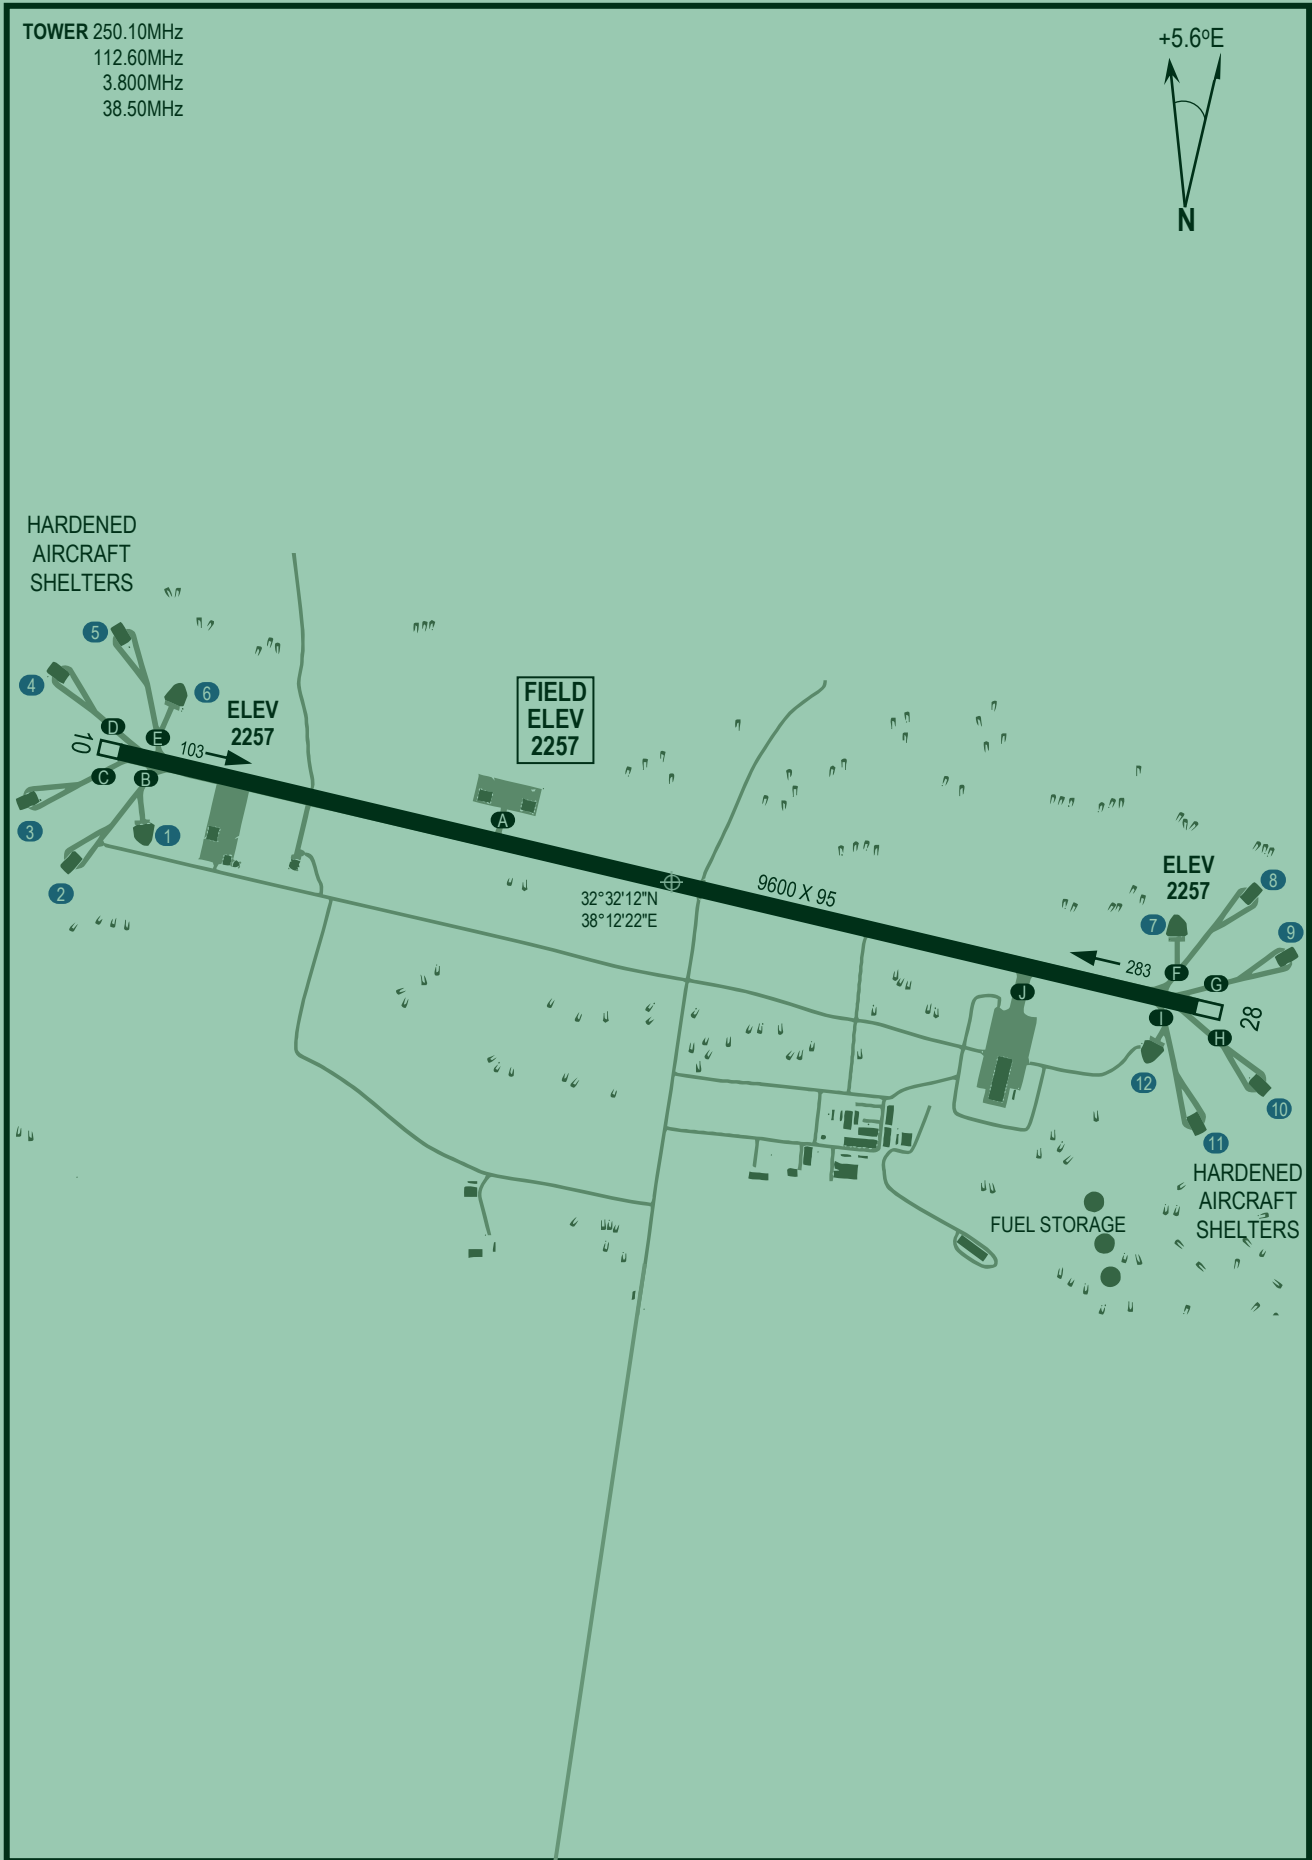 TOWER 250.10MHz
112.60MHz
3.800MHz
38.50MHz
+5.6ºE
N
HARDENED
AIRCRAFT
SHELTERS
5
4
6
ELEV
2257
FIELD
ELEV
2257
D
E
10
103
C
B
3
1
2
A
32°32'12"N
38°12'22"E
9600 X 95
ELEV
2257
8
7
9
283
F
G
J
I
28
H
12
10
11
HARDENED
AIRCRAFT
SHELTERS
FUEL STORAGE